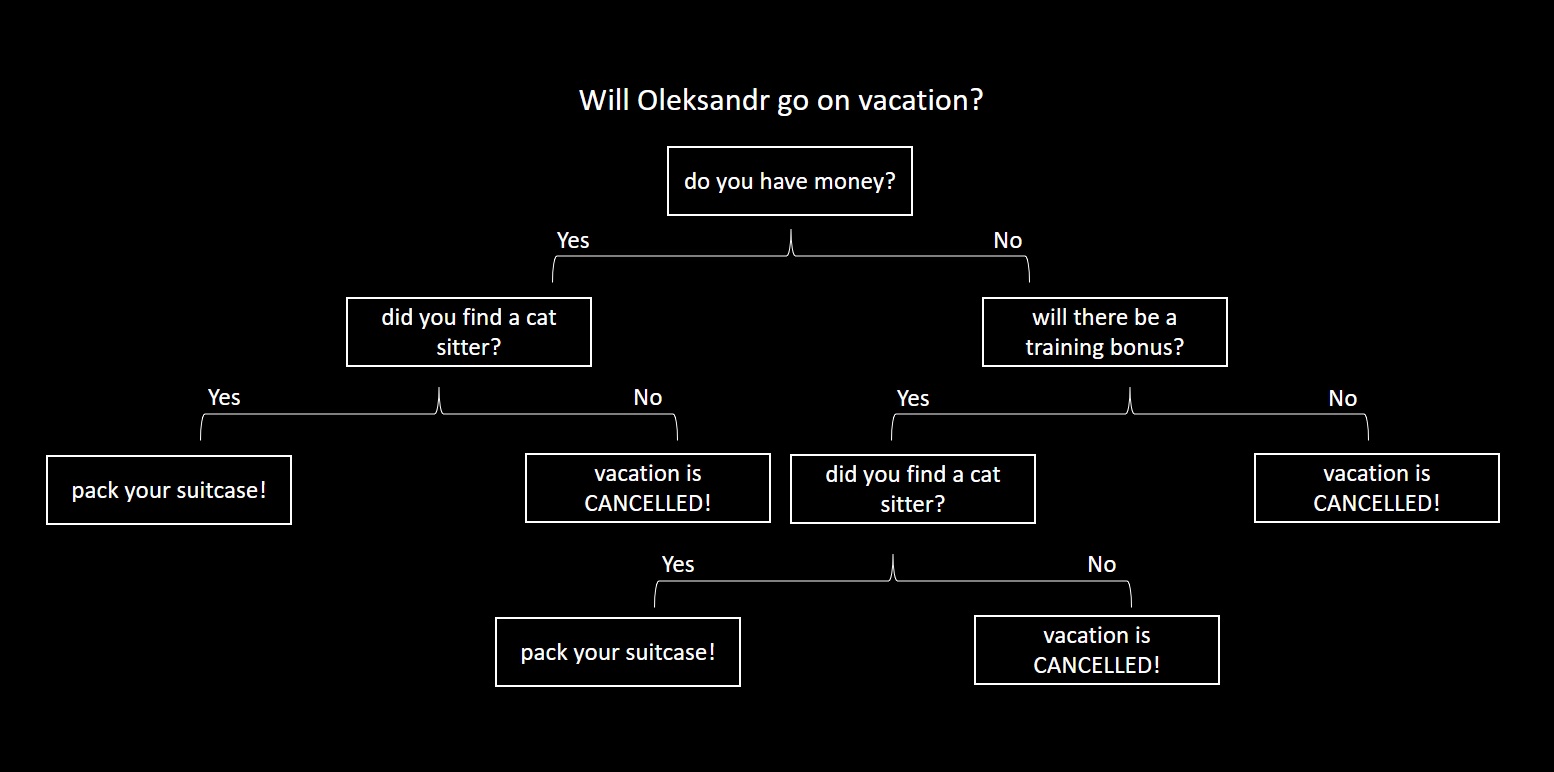 Will Oleksandr go on vacation?
do you have money?
Yes
No
did you find a cat
sitter?
will there be a
training bonus?
Yes
No
Yes
No
pack your suitcase!
vacation is
CANCELLED!
did you find a cat
sitter?
vacation is
CANCELLED!
Yes
No
pack your suitcase!
vacation is
CANCELLED!